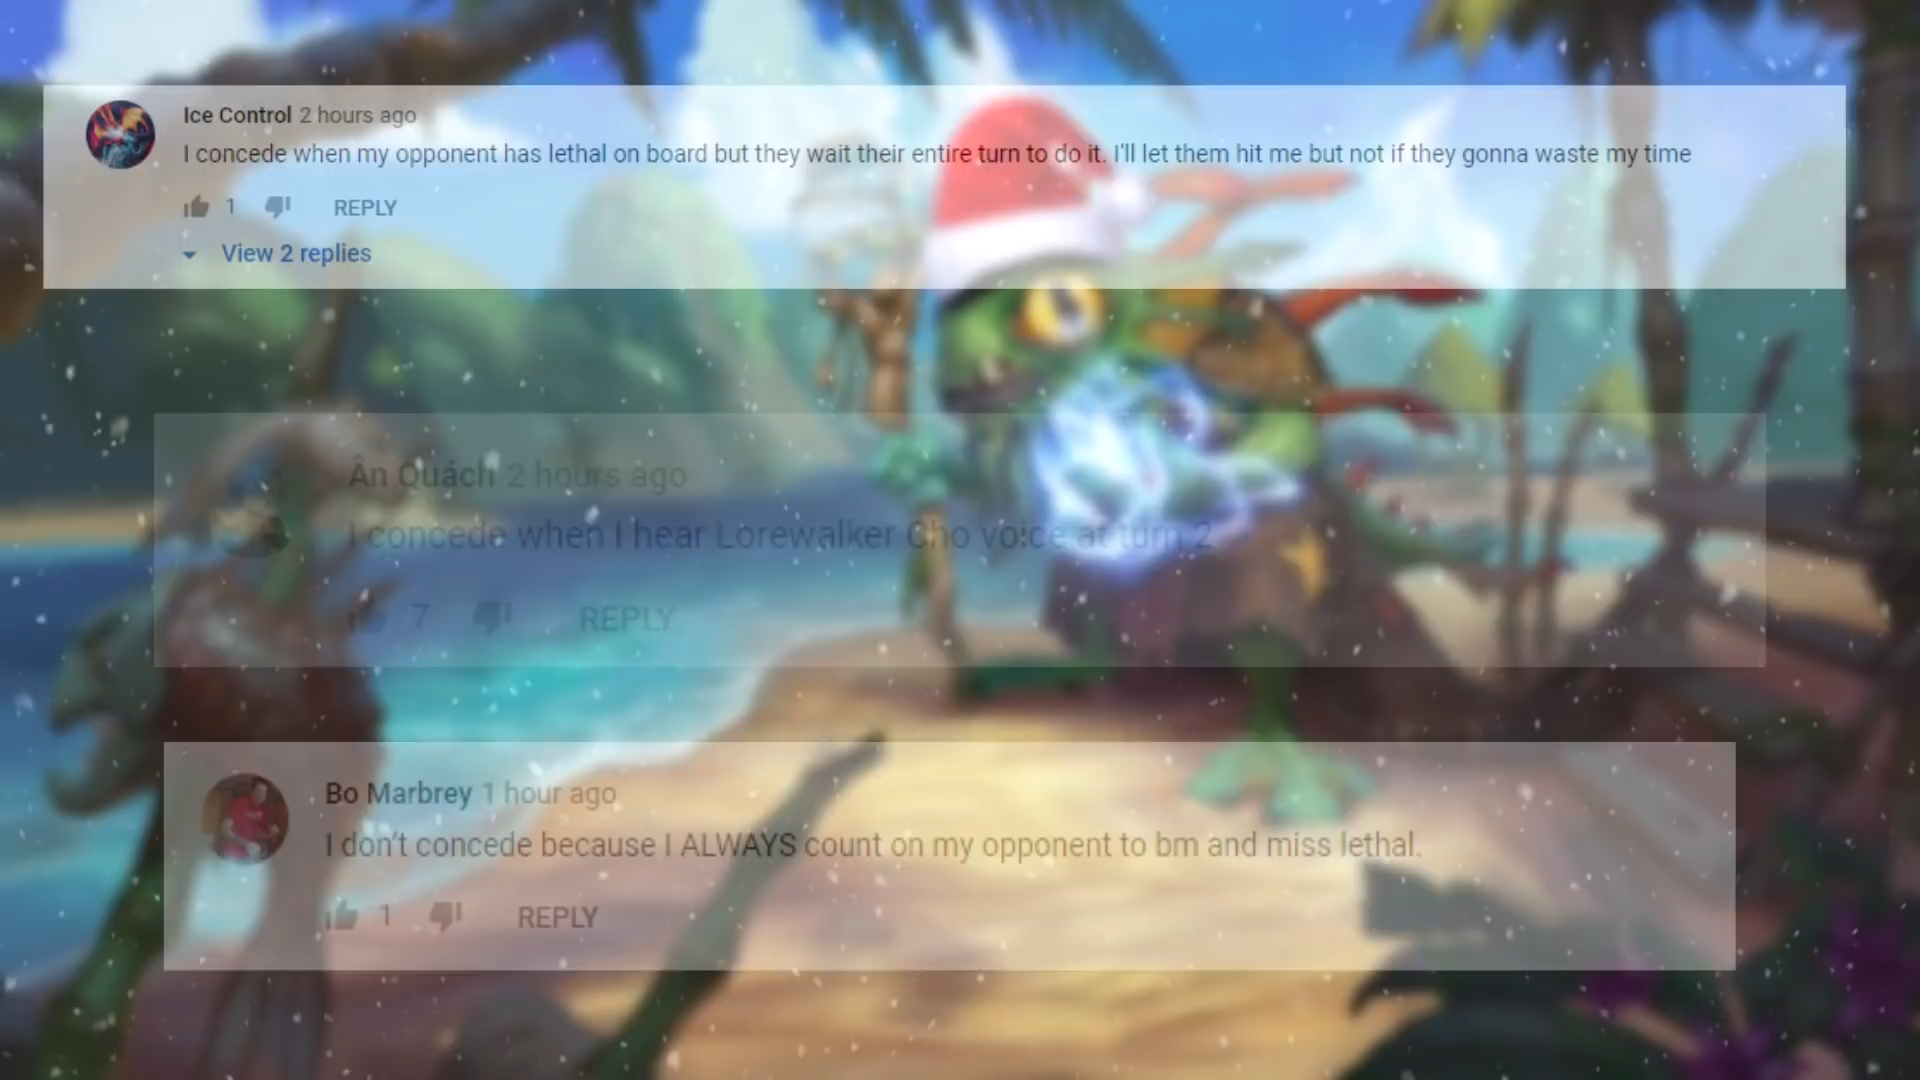 Ice Control 2 hours ago
I concede when my opponent has lethal on board but they wait their entire turn to do it. I'll let them hit me but not if they gonna waste my time
1 REPLY
View 2 replies
Ân Quách 2 hours ago
I concede when I hear Lorewalker Cho voice at turn 2
7 REPLY
Bo Marbrey 1 hour ago
I don't concede because I ALWAYS count on my opponent to bm and miss lethal.
1 REPLY